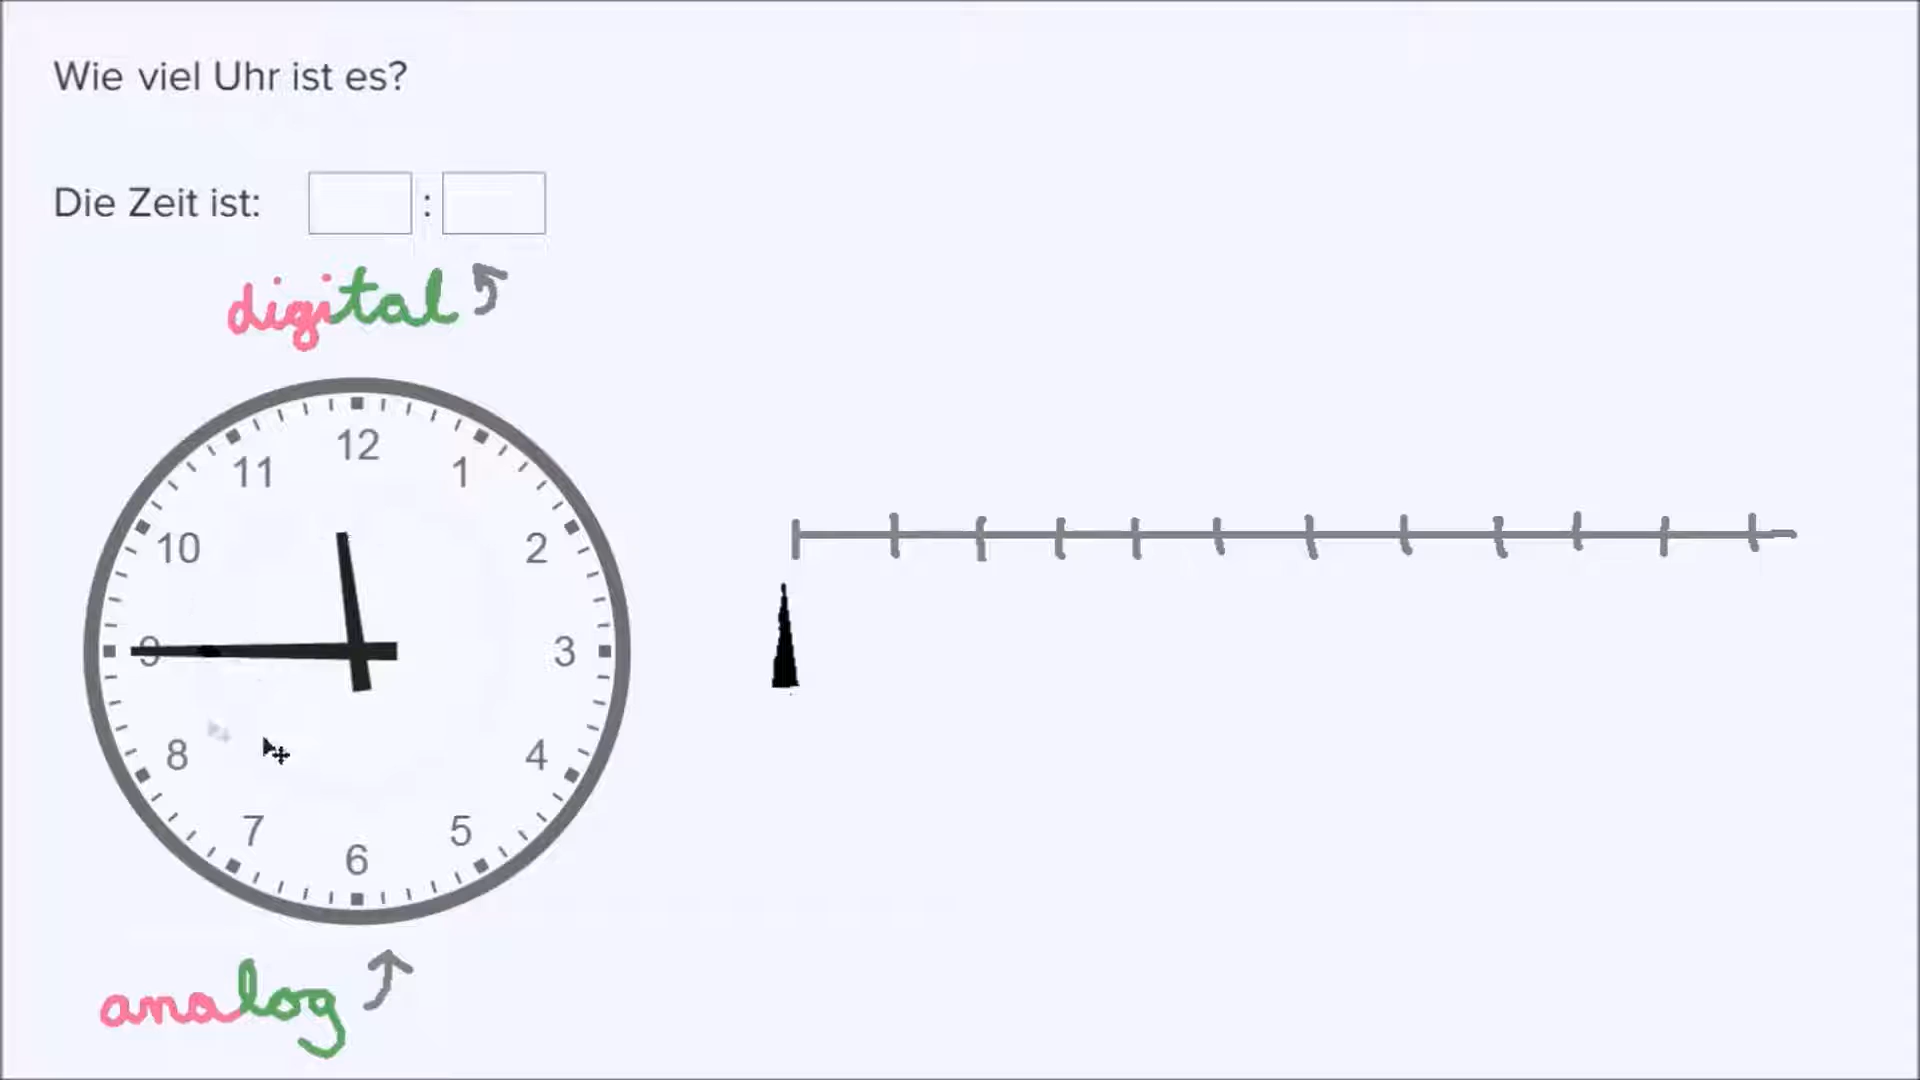 Wie viel Uhr ist es?
Die Zeit ist: :
digital
12
11 1
10 2
9 3
8 4
7 5
6
analog